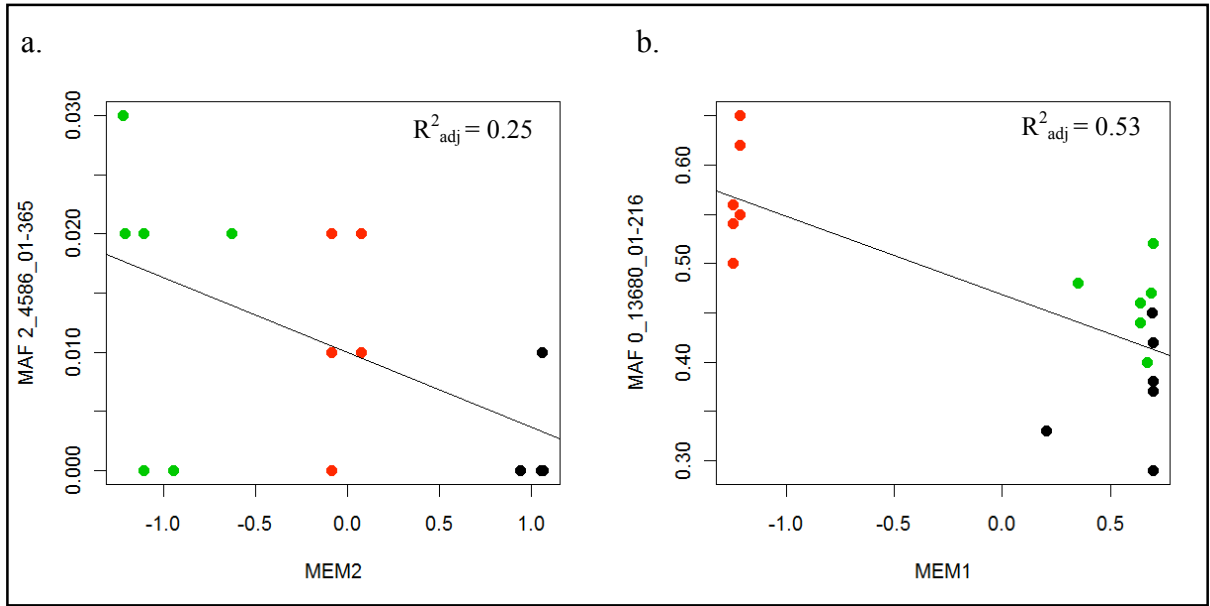 a.
b.
R²adj = 0.25
R²adj = 0.53
MAF 2_4586_01-365
0.030
0.020
0.010
0.000
-1.0 -0.5 0.0 0.5 1.0
MEM2
MAF 0_13680_01-216
0.60
0.50
0.40
0.30
-1.0 -0.5 0.0 0.5
MEM1